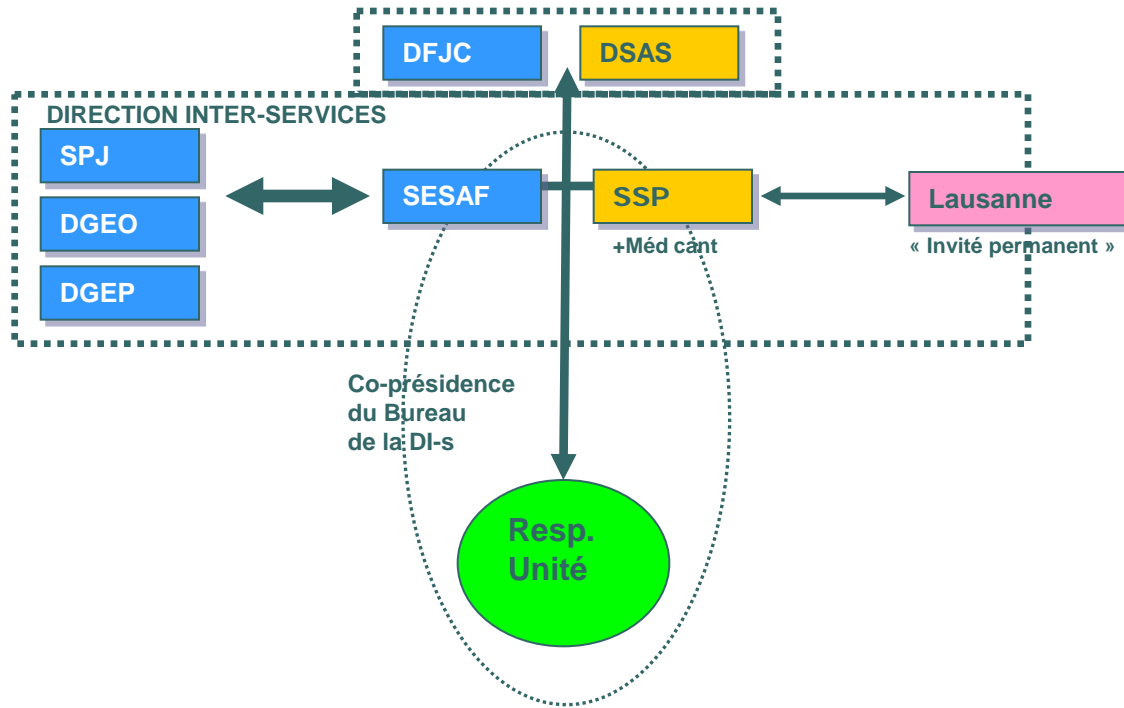 DFJC
DSAS
DIRECTION INTER-SERVICES
SPJ
SESAF
SSP
Lausanne
DGEO
+Méd cant
« Invité permanent »
DGEP
Co-présidence
du Bureau
de la DI-s
Resp.
Unité